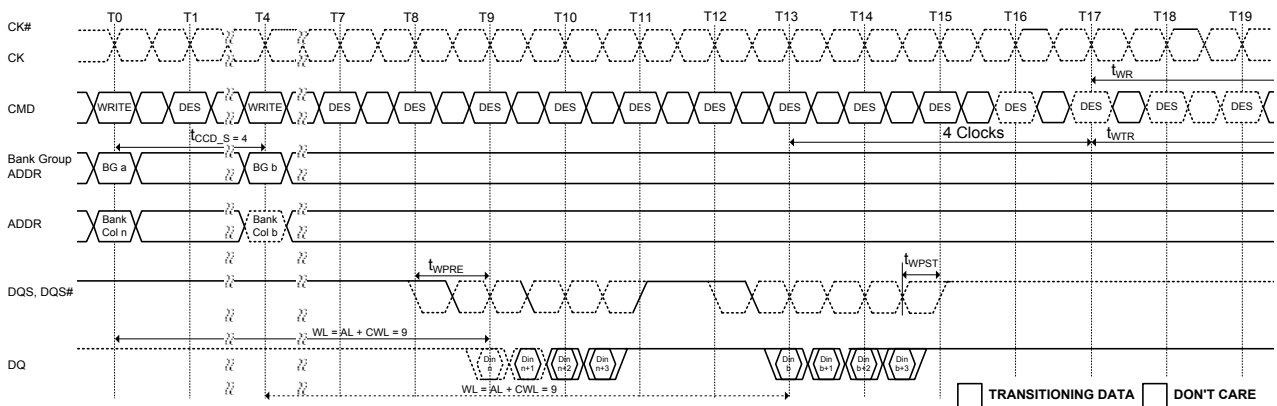 T0 T1 T4 T7 T8 T9 T10 T11 T12 T13 T14 T15 T16 T17 T18 T19
CK#
CK
tWR
CMD WRITE DES WRITE DES DES DES DES DES DES DES DES DES DES DES DES DES
tCCD_S = 4
4 Clocks
tWTR
Bank Group
ADDR
BG a BG b
ADDR
Bank
Col n
Bank
Col b
tWPRE tWPST
DQS, DQS#
WL = AL + CWL = 9
DQ
Din
n
Din
n+1
Din
n+2
Din
n+3
Din
b
Din
b+1
Din
b+2
Din
b+3
WL = AL + CWL = 9
TRANSITIONING DATA DON'T CARE